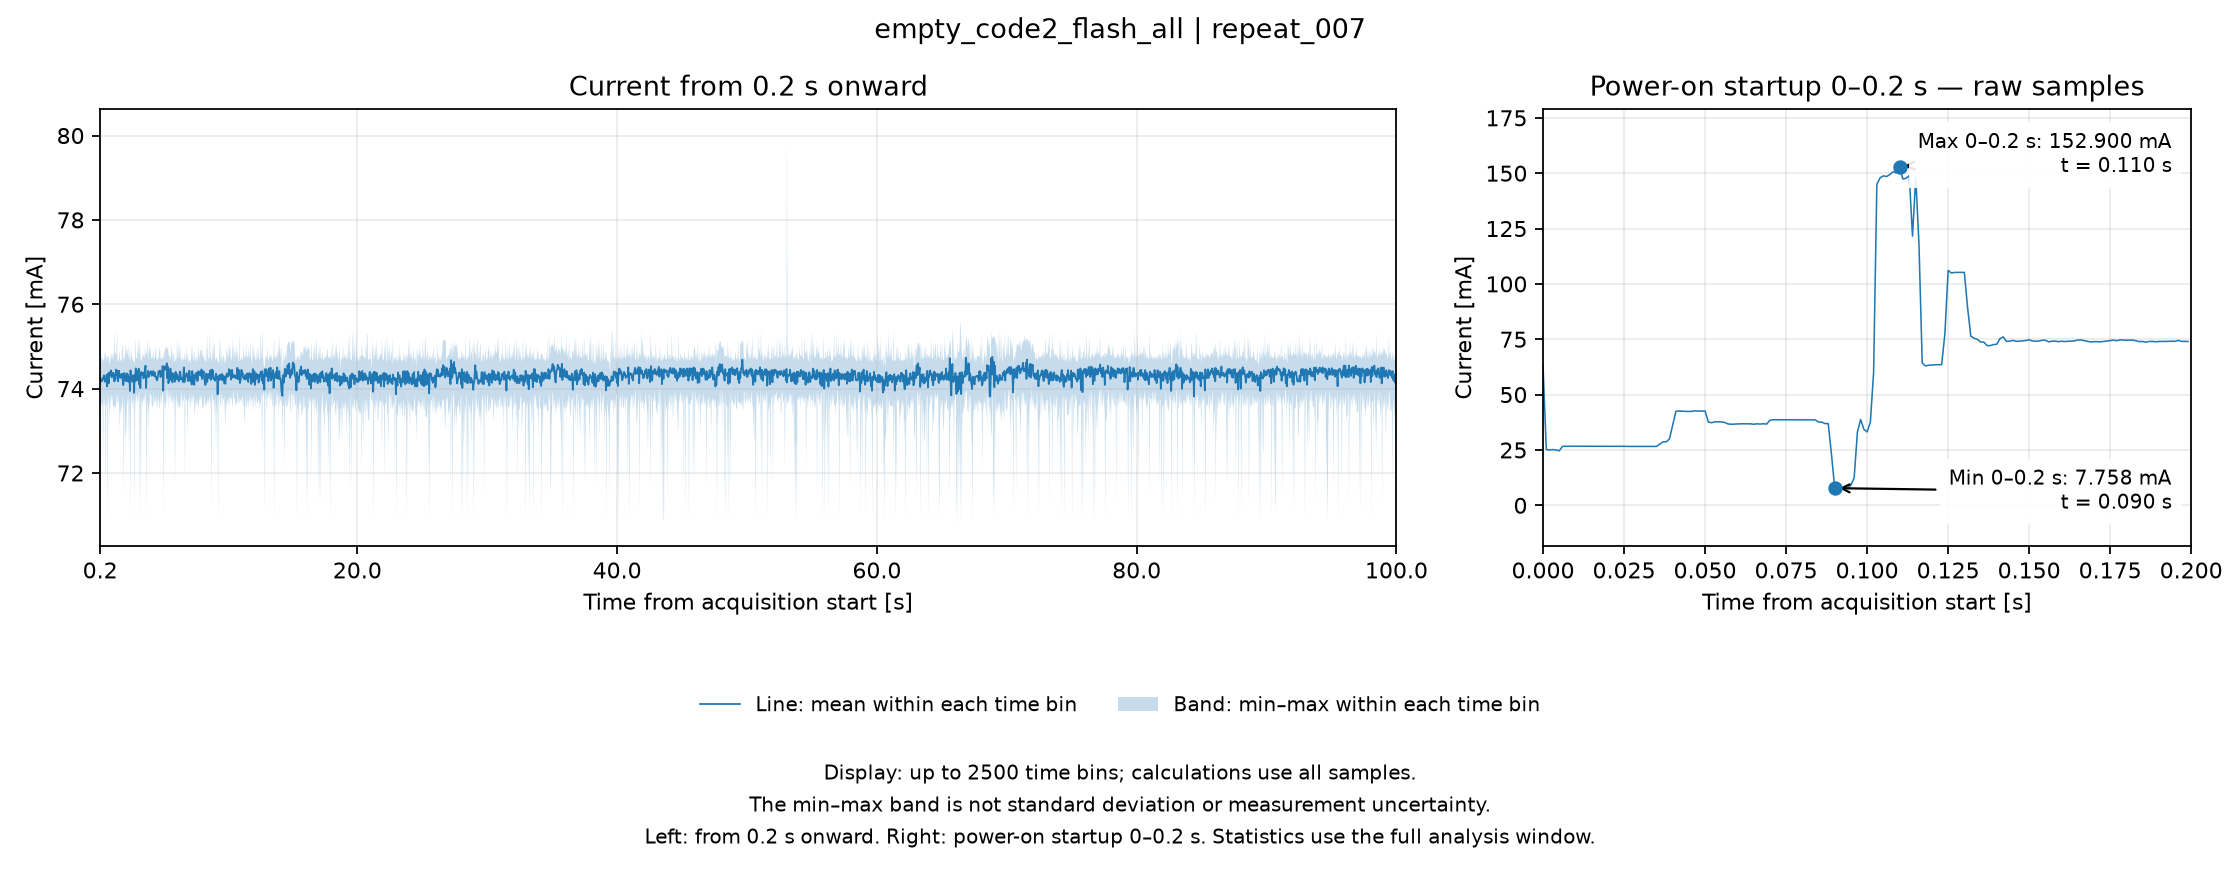 empty_code2_flash_all | repeat_007
Current from 0.2 s onward
Current [mA]
80
78
76
74
72
0.2
20.0
40.0
60.0
80.0
100.0
Time from acquisition start [s]
Power-on startup 0–0.2 s — raw samples
Current [mA]
175
150
125
100
75
50
25
0
Max 0–0.2 s: 152.900 mA
t = 0.110 s
Min 0–0.2 s: 7.758 mA
t = 0.090 s
0.000
0.025
0.050
0.075
0.100
0.125
0.150
0.175
0.200
Time from acquisition start [s]
Line: mean within each time bin
Band: min–max within each time bin
Display: up to 2500 time bins; calculations use all samples.
The min–max band is not standard deviation or measurement uncertainty.
Left: from 0.2 s onward. Right: power-on startup 0–0.2 s. Statistics use the full analysis window.